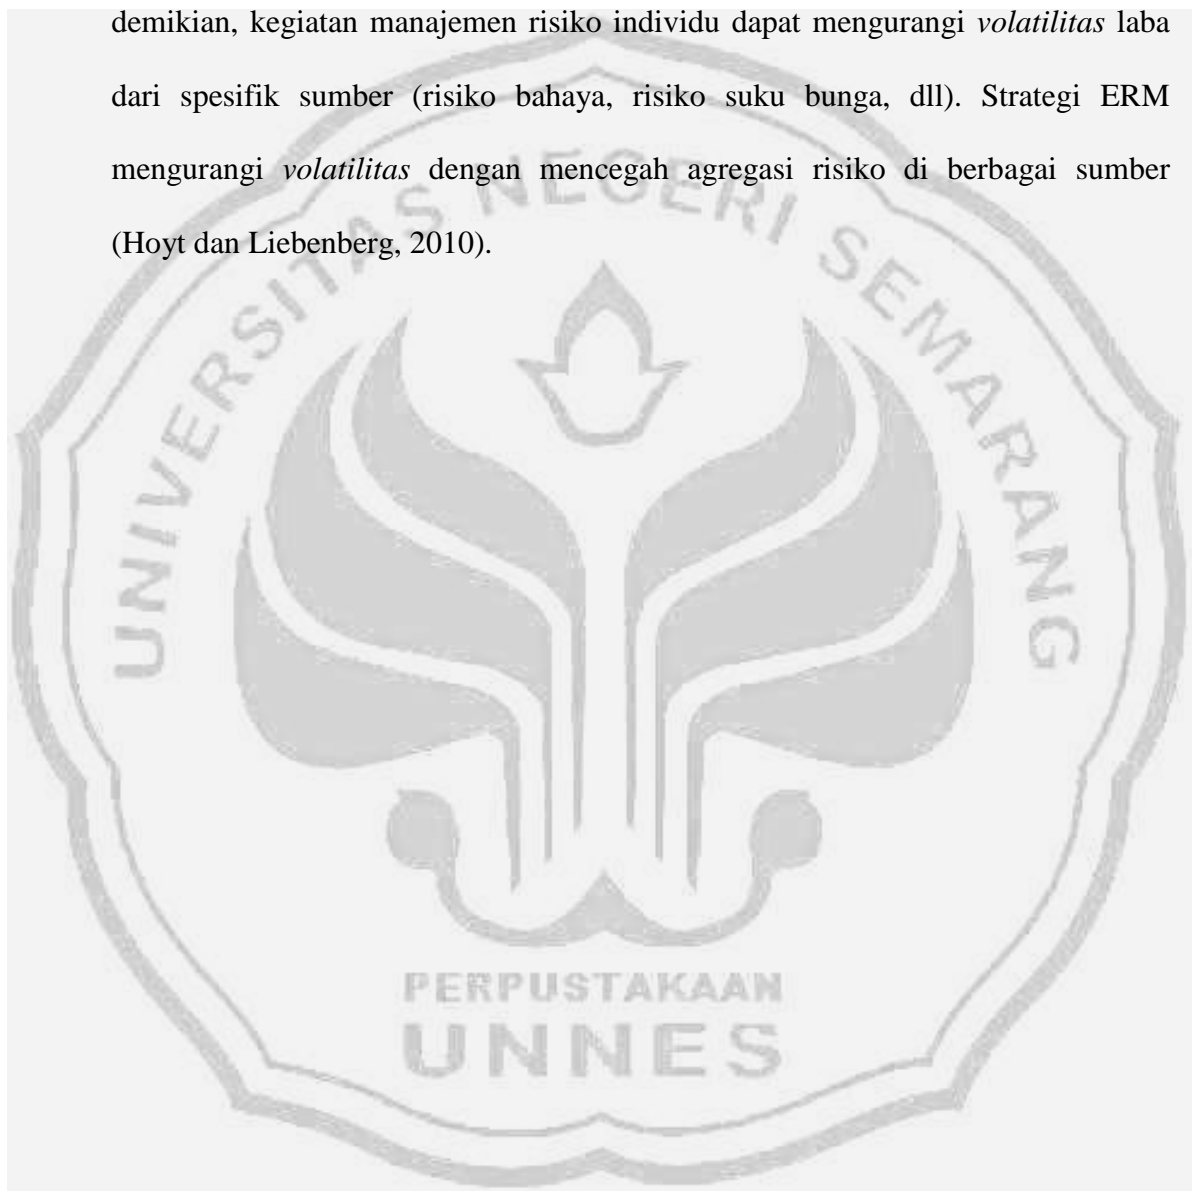 demikian, kegiatan manajemen risiko individu dapat mengurangi volatilitas laba
dari spesifik sumber (risiko bahaya, risiko suku bunga, dll). Strategi ERM
mengurangi volatilitas dengan mencegah agregasi risiko di berbagai sumber
(Hoyt dan Liebenberg, 2010).
UNIVERSITAS NEGERI SEMARANG
PERPUSTAKAAN
UNNES